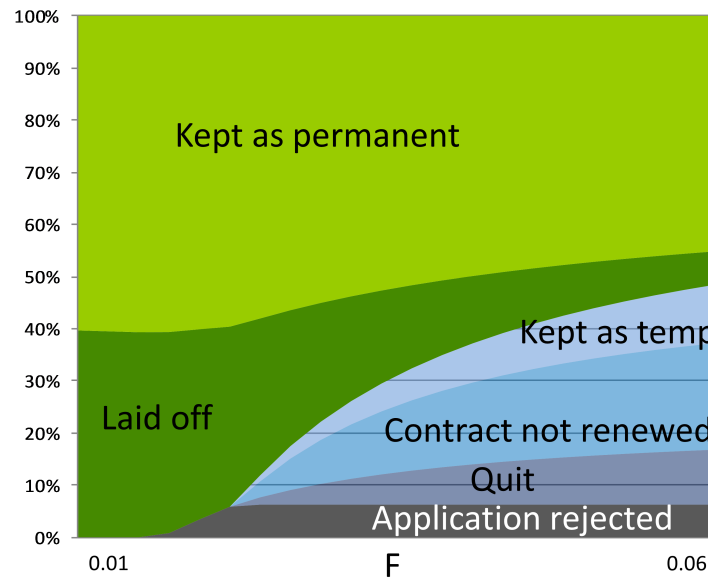 100%
90%
80%
70%
60%
50%
40%
30%
20%
10%
0%
Kept as permanent
Kept as temp
Laid off
Contract not renewed
Quit
Application rejected
0.01
F
0.06